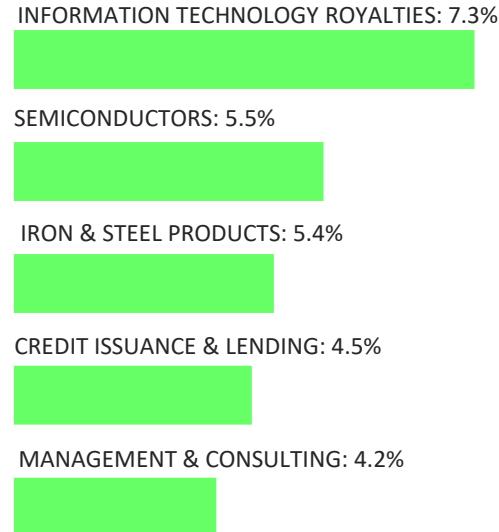 INFORMATION TECHNOLOGY ROYALTIES: 7.3%
SEMICONDUCTORS: 5.5%
IRON & STEEL PRODUCTS: 5.4%
CREDIT ISSUANCE & LENDING: 4.5%
MANAGEMENT & CONSULTING: 4.2%